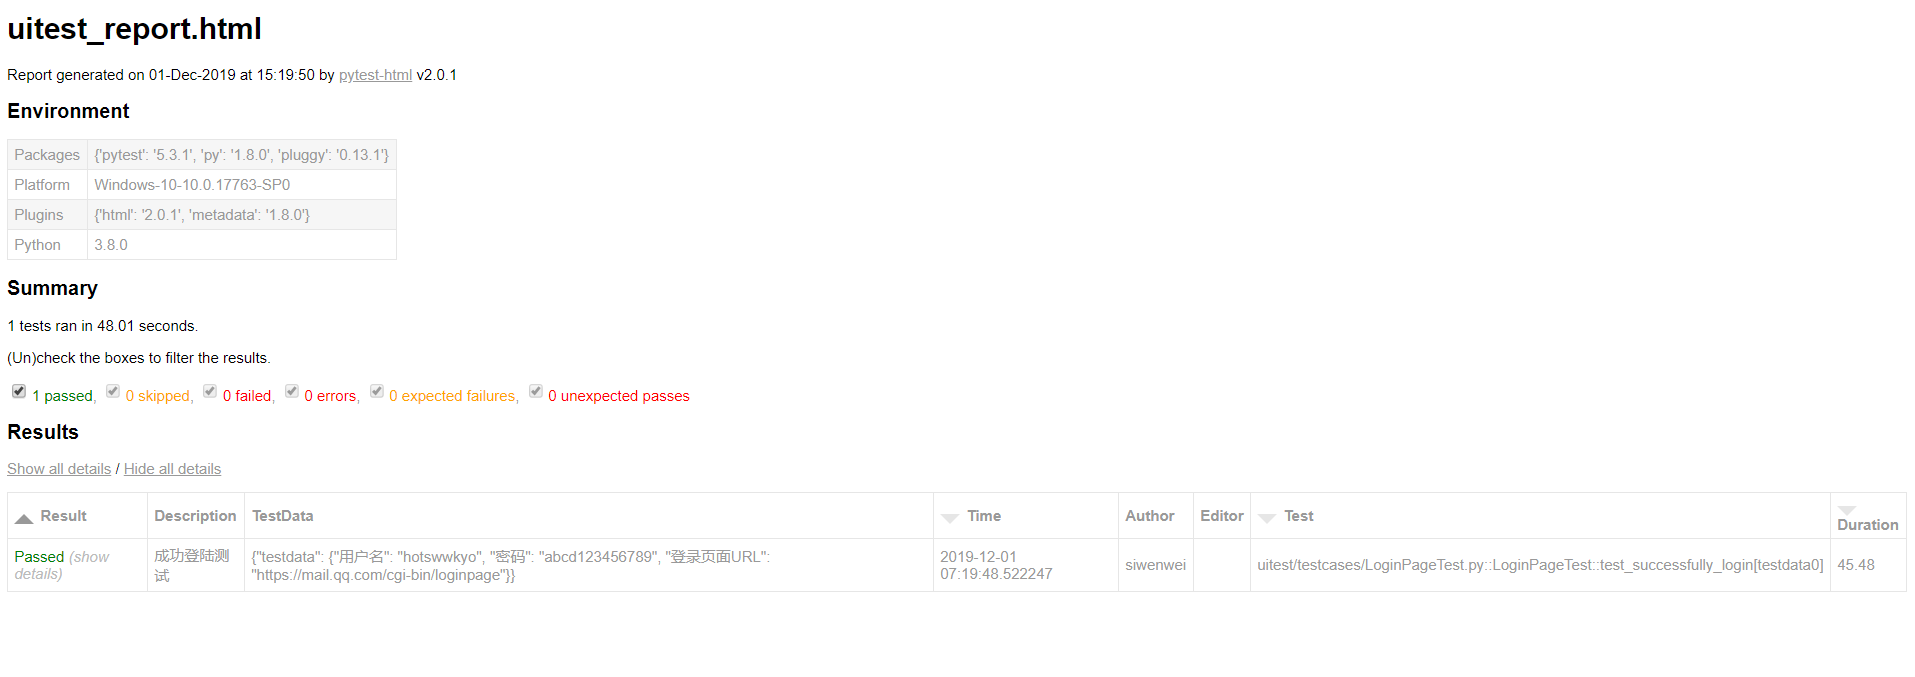 uitest_report.html
Report generated on 01-Dec-2019 at 15:19:50 by pytest-html v2.0.1
Environment
Packages {'pytest': '5.3.1', 'py': '1.8.0', 'pluggy': '0.13.1'}
Platform Windows-10-10.0.17763-SP0
Plugins {'html': '2.0.1', 'metadata': '1.8.0'}
Python 3.8.0
Summary
1 tests ran in 48.01 seconds.
(Un)check the boxes to filter the results.
1 passed, 0 skipped, 0 failed, 0 errors, 0 expected failures, 0 unexpected passes
Results
Show all details / Hide all details
Result Description TestData Time Author Editor Test Duration
Passed (show
details)
成功登陆测
试
{"testdata": {"用户名": "hotswwkyo", "密码": "abcd123456789", "登录页面URL":
"https://mail.qq.com/cgi-bin/loginpage"}}
2019-12-01
07:19:48.522247
siwenwei
uitest/testcases/LoginPageTest.py::LoginPageTest::test_successfully_login[testdata0]
45.48